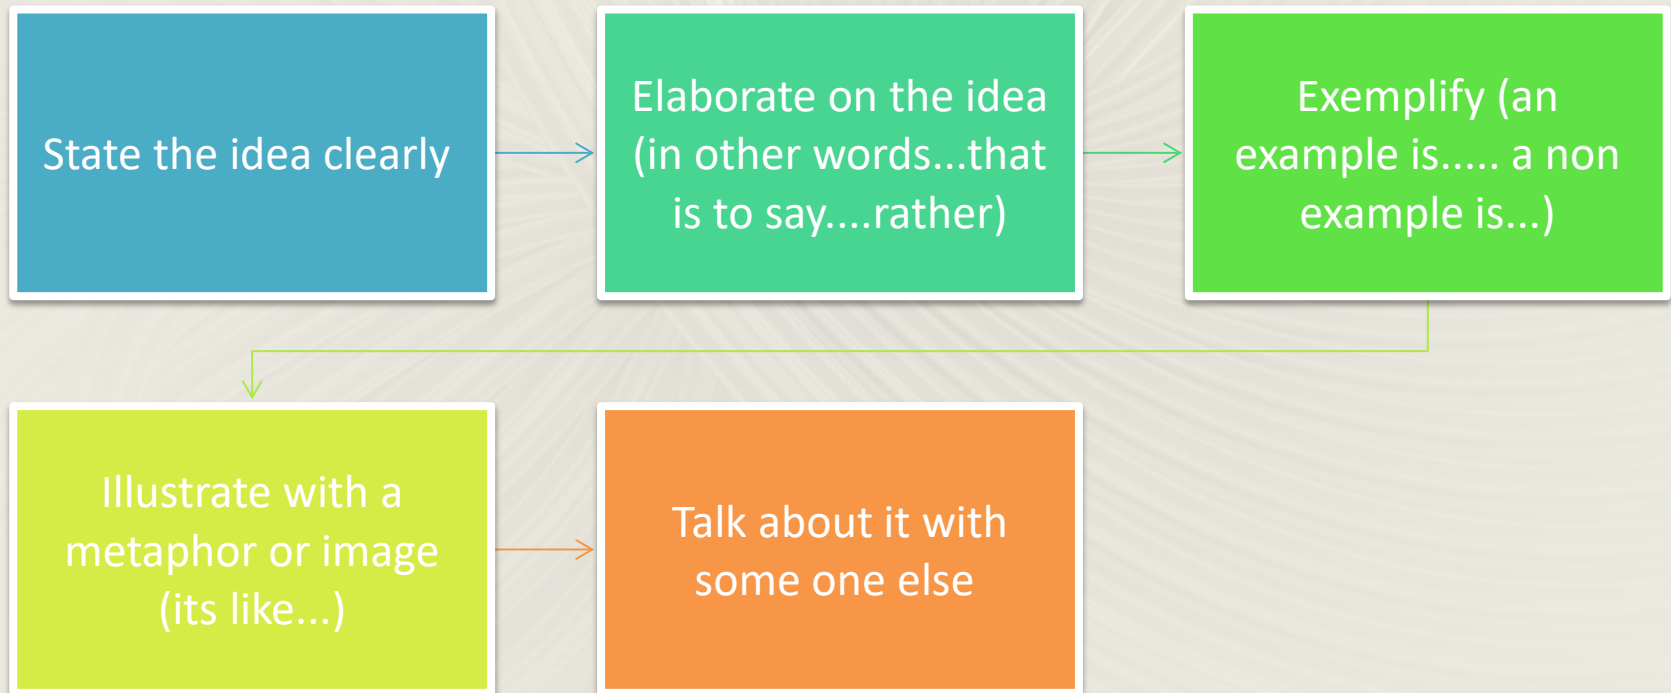 State the idea clearly
Elaborate on the idea
(in other words...that
is to say....rather)
Exemplify (an
example is..... a non
example is...)
Illustrate with a
metaphor or image
(its like...)
Talk about it with
some one else